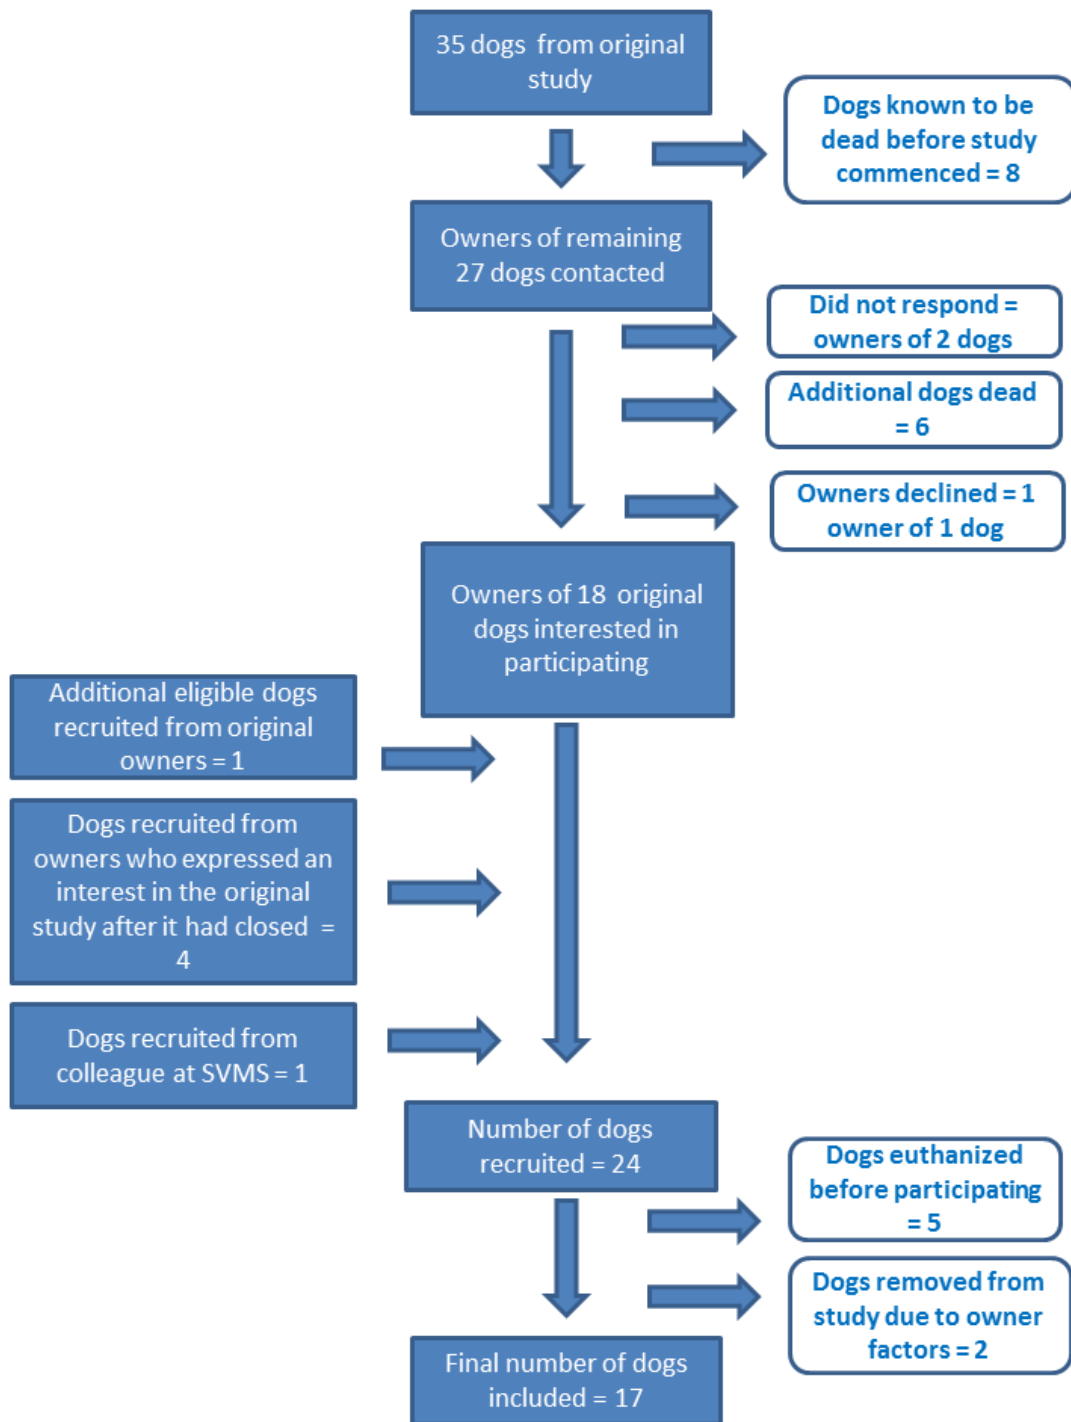 35 dogs from original
study
Dogs known to be
dead before study
commenced = 8
Owners of remaining
27 dogs contacted
Did not respond =
owners of 2 dogs
Additional dogs dead
= 6
Owners declined = 1
owner of 1 dog
Owners of 18 original
dogs interested in
participating
Additional eligible dogs
recruited from original
owners = 1
Dogs recruited from
owners who expressed an
interest in the original
study after it had closed =
4
Dogs recruited from
colleague at SVMS = 1
Number of dogs
recruited = 24
Dogs euthanized
before participating
= 5
Dogs removed from
study due to owner
factors = 2
Final number of dogs
included = 17